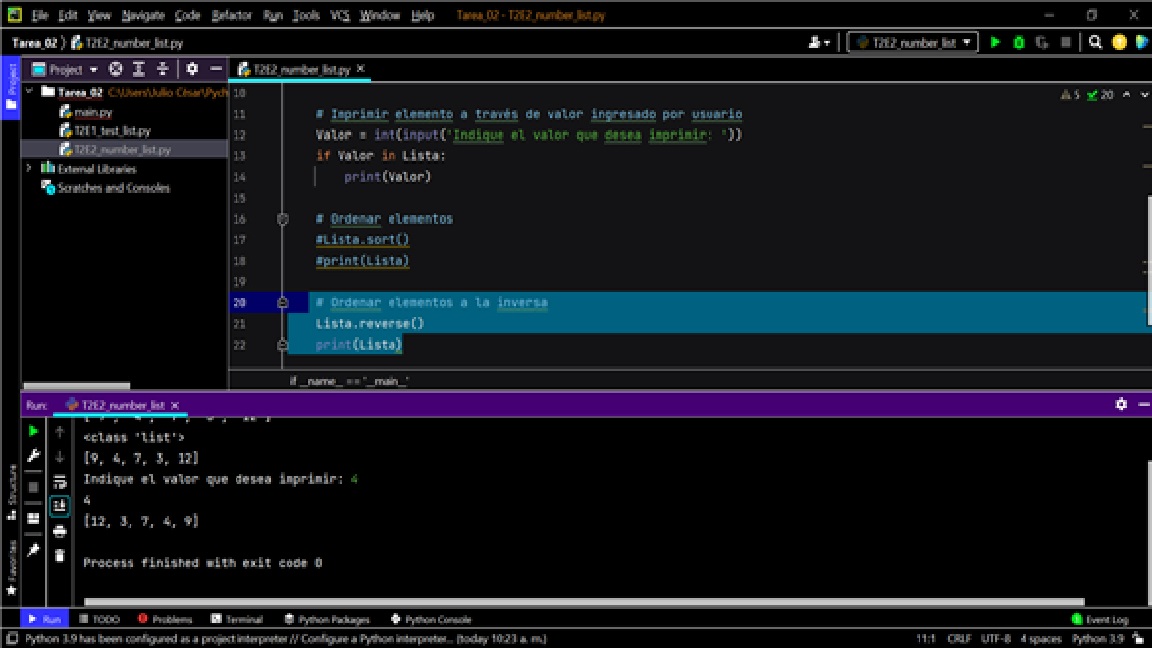 File Edit View Navigate Code Refactor Run Tools VCS Window Help Tarea_02 - T2E2_number_list.py
Tarea_02 T2E2_number_list.py T2E2_number_list
Project T2E2_number_list.py
Project
Tarea_02 C:\Users\Julio César\Pych
main.py
T2E1_test_list.py
T2E2_number_list.py
External Libraries
Scratches and Consoles
5 20
10
11 # Imprimir elemento a través de valor ingresado por usuario
12 Valor = int(input('Indique el valor que desea imprimir: '))
13 if Valor in Lista:
14 print(Valor)
15
16 # Ordenar elementos
17 #Lista.sort()
18 #print(Lista)
19
20 # Ordenar elementos a la inversa
21 Lista.reverse()
22 print(Lista)
if __name__ == '__main__'
Run: T2E2_number_list
<class 'list'>
[9, 4, 7, 3, 12]
Indique el valor que desea imprimir: 4
4
[12, 3, 7, 4, 9]
Process finished with exit code 0
Structure
Favorites
Run TODO Problems Terminal Python Packages Python Console Event Log
Python 3.9 has been configured as a project interpreter // Configure a Python interpreter... (today 10:23 a. m.) 11:1 CRLF UTF-8 4 spaces Python 3.9